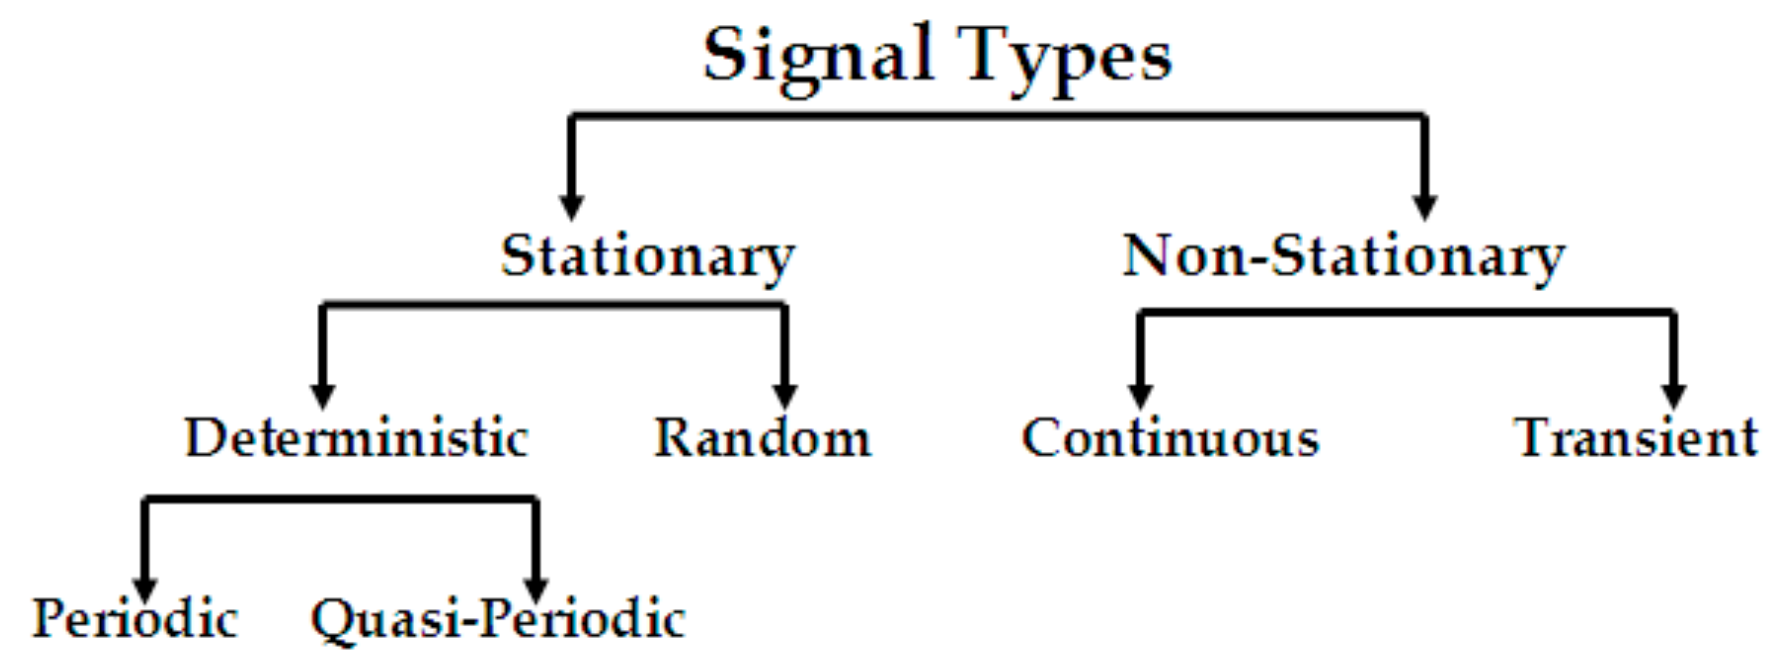 Signal Types
Stationary Non-Stationary
Deterministic Random Continuous Transient
Periodic Quasi-Periodic